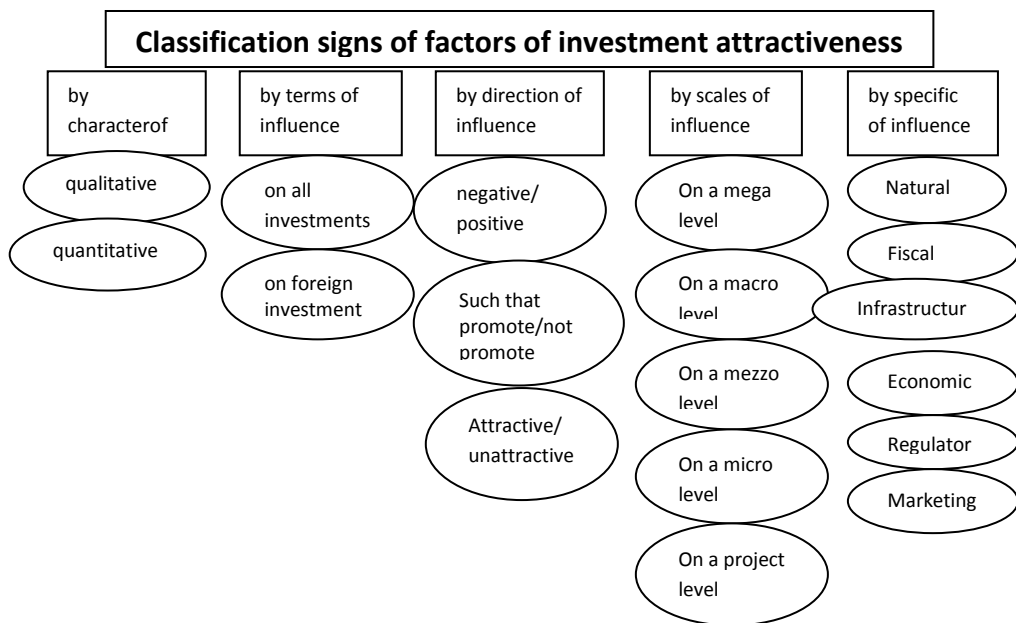 Classification signs of factors of investment attractiveness
by
characterof
qualitative
quantitative
by terms of
influence
on all
investments
on foreign
investment
by direction of
influence
negative/
positive
Such that
promote/not
promote
Attractive/
unattractive
by scales of
influence
On a mega
level
On a macro
level
On a mezzo
level
On a micro
level
On a project
level
by specific
of influence
Natural
Fiscal
Infrastructur
Economic
Regulator
Marketing